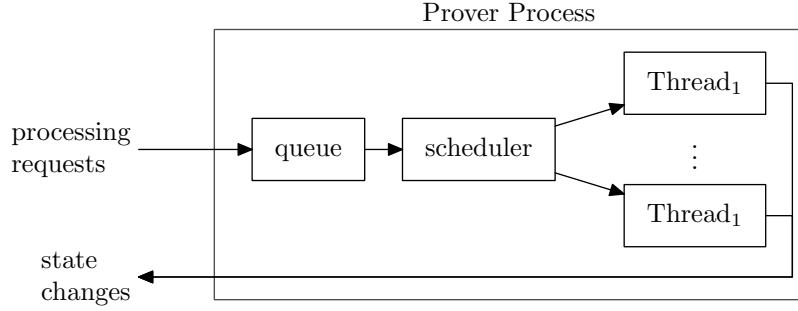 Prover Process
Thread₁
processing
requests
queue
scheduler
⋮
Thread₁
state
changes